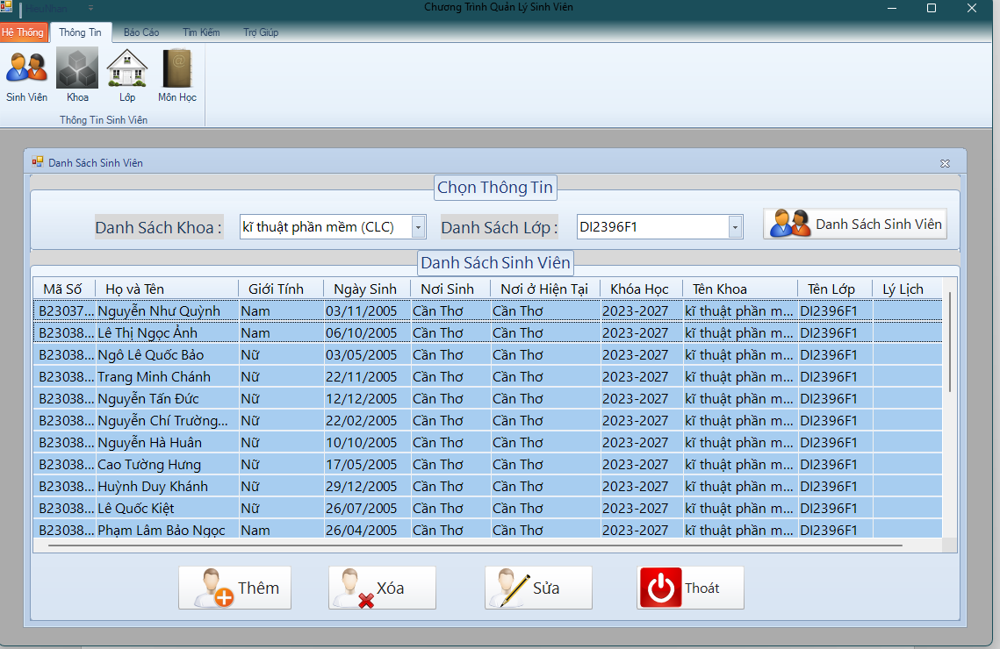 Chương Trình Quản Lý Sinh Viên
Hệ Thống Thông Tin Báo Cáo Tìm Kiếm Trợ Giúp
Sinh Viên Khoa Lớp Môn Học
Thông Tin Sinh Viên
Danh Sách Sinh Viên
Chọn Thông Tin
Danh Sách Khoa : kĩ thuật phần mềm (CLC) Danh Sách Lớp : DI2396F1 Danh Sách Sinh Viên
Danh Sách Sinh Viên
Mã Số Họ và Tên Giới Tính Ngày Sinh Nơi Sinh Nơi ở Hiện Tại Khóa Học Tên Khoa Tên Lớp Lý Lịch
B23037... Nguyễn Như Quỳnh Nam 03/11/2005 Cần Thơ Cần Thơ 2023-2027 kĩ thuật phần m... DI2396F1
B23038... Lê Thị Ngọc Ảnh Nam 06/10/2005 Cần Thơ Cần Thơ 2023-2027 kĩ thuật phần m... DI2396F1
B23038... Ngô Lê Quốc Bảo Nữ 03/05/2005 Cần Thơ Cần Thơ 2023-2027 kĩ thuật phần m... DI2396F1
B23038... Trang Minh Chánh Nữ 22/11/2005 Cần Thơ Cần Thơ 2023-2027 kĩ thuật phần m... DI2396F1
B23038... Nguyễn Tấn Đức Nữ 12/12/2005 Cần Thơ Cần Thơ 2023-2027 kĩ thuật phần m... DI2396F1
B23038... Nguyễn Chí Trường... Nữ 22/02/2005 Cần Thơ Cần Thơ 2023-2027 kĩ thuật phần m... DI2396F1
B23038... Nguyễn Hà Huân Nữ 10/10/2005 Cần Thơ Cần Thơ 2023-2027 kĩ thuật phần m... DI2396F1
B23038... Cao Tường Hưng Nữ 17/05/2005 Cần Thơ Cần Thơ 2023-2027 kĩ thuật phần m... DI2396F1
B23038... Huỳnh Duy Khánh Nữ 29/12/2005 Cần Thơ Cần Thơ 2023-2027 kĩ thuật phần m... DI2396F1
B23038... Lê Quốc Kiệt Nữ 26/07/2005 Cần Thơ Cần Thơ 2023-2027 kĩ thuật phần m... DI2396F1
B23038... Phạm Lâm Bảo Ngọc Nam 26/04/2005 Cần Thơ Cần Thơ 2023-2027 kĩ thuật phần m... DI2396F1
Thêm Xóa Sửa Thoát